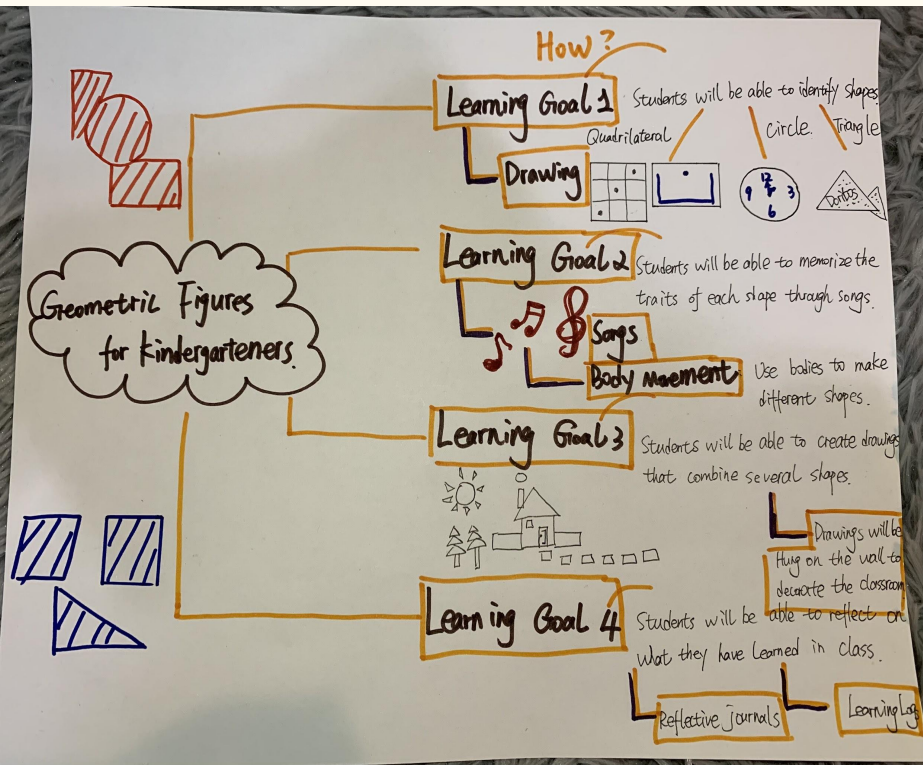 How?
Learning Goal 1
Students will be able to identify shapes.
Quadrilateral
circle.
Triangle
Drawing
12
9
3
6
Doritos
Learning Goal 2
Students will be able to memorize the
traits of each shape through songs.
Songs
Body Movement
Use bodies to make
different shapes.
Geometric Figures
for kindergarteners.
Learning Goal 3
Students will be able to create drawings
that combine several shapes.
Drawings will be
Hung on the wall to
decorate the classroom
Learning Goal 4
Students will be able to reflect on
what they have learned in class.
Reflective journals
Learning Log